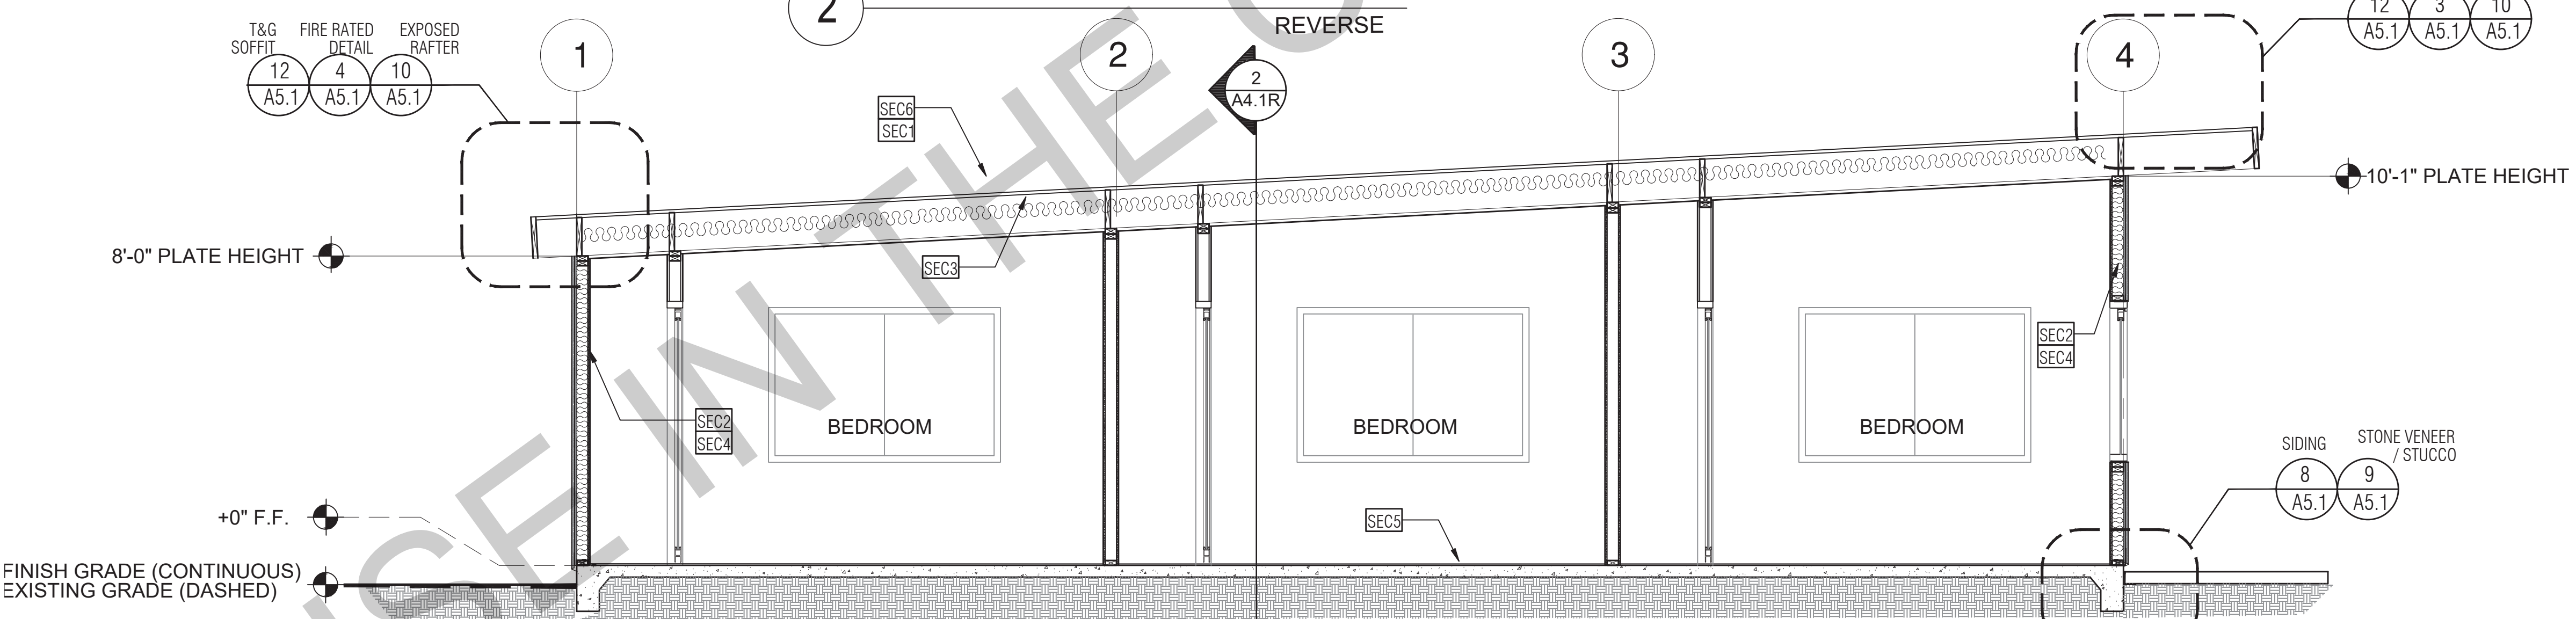 2
REVERSE
T&G SOFFIT
FIRE RATED DETAIL
EXPOSED RAFTER
12 A5.1
4 A5.1
10 A5.1
1
2
3
4
2
A4.1R
12 A5.1
3 A5.1
10 A5.1
SEC6
SEC1
10'-1" PLATE HEIGHT
8'-0" PLATE HEIGHT
SEC3
SEC2
SEC4
BEDROOM
BEDROOM
BEDROOM
SEC2
SEC4
SIDING
STONE VENEER
/ STUCCO
8 A5.1
9 A5.1
+0" F.F.
SEC5
FINISH GRADE (CONTINUOUS)
EXISTING GRADE (DASHED)
USE IN THE